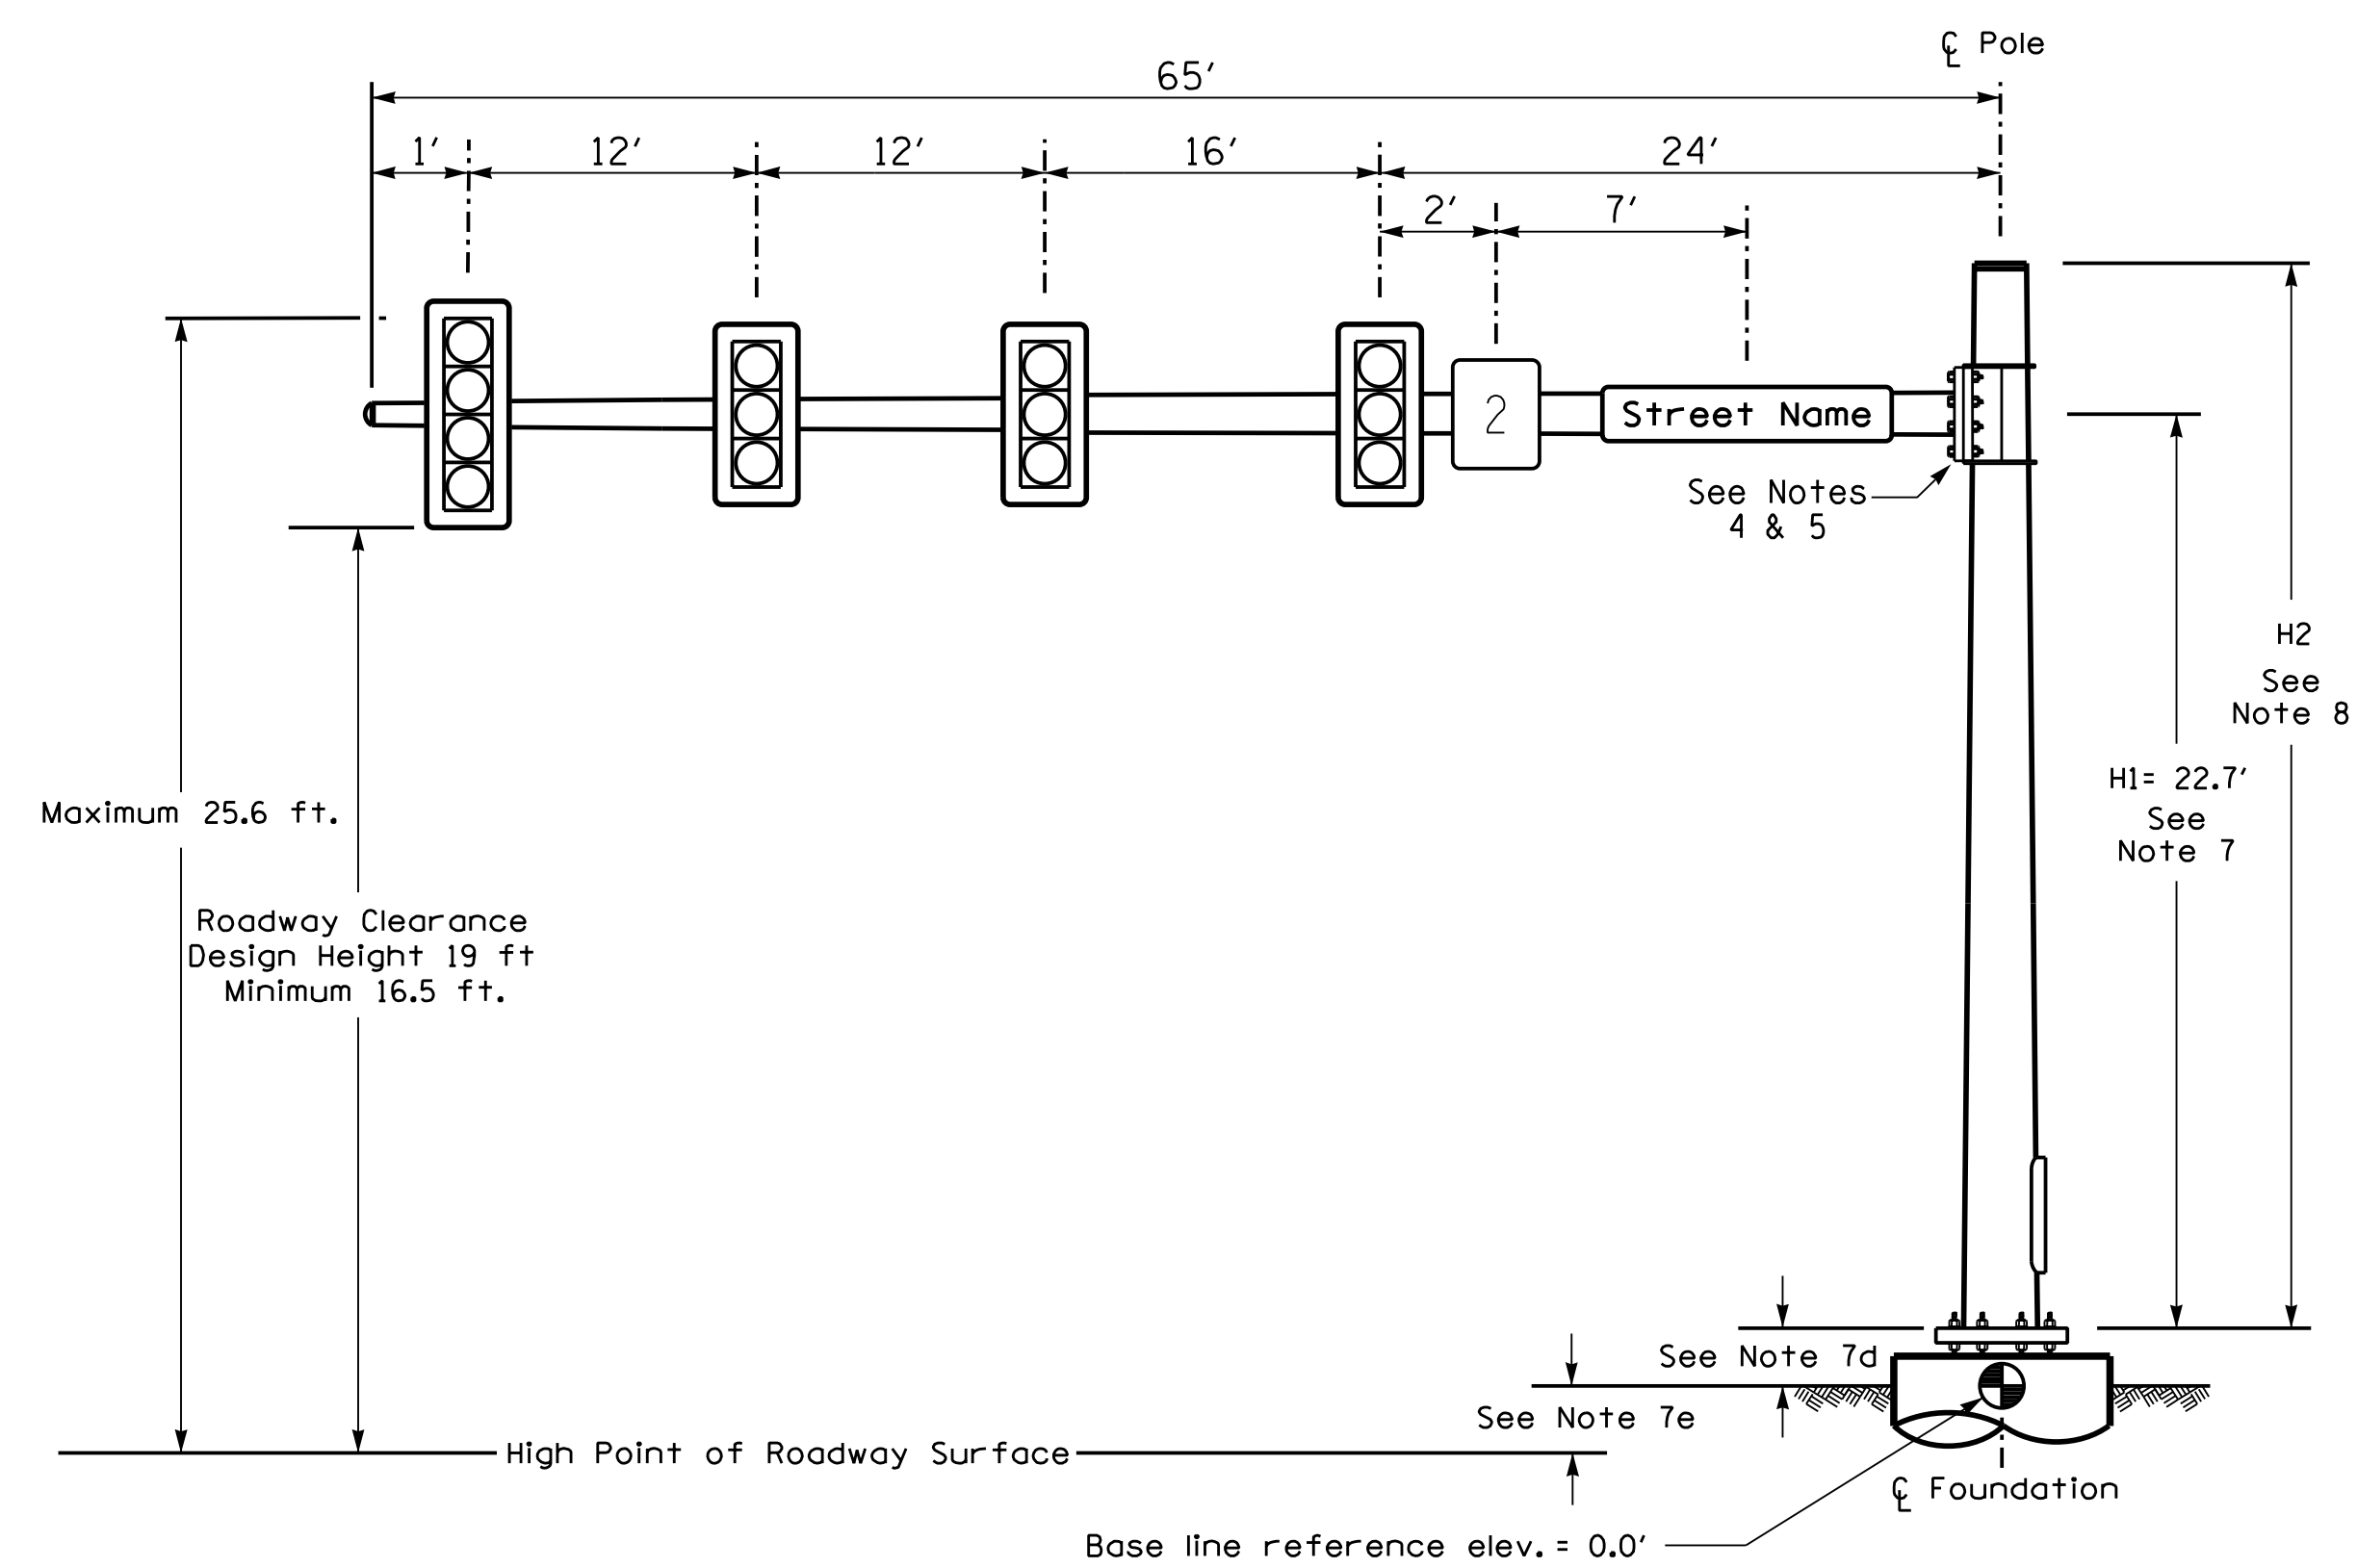 ℄ Pole
65'
1' 12' 12' 16' 24'
2' 7'
2
Street Name
See Notes
4 & 5
H2
See
Note 8
H1= 22.7'
See
Note 7
Maximum 25.6 ft.
Roadway Clearance
Design Height 19 ft
Minimum 16.5 ft.
See Note 7d
See Note 7e
High Point of Roadway Surface
℄ Foundation
Base line reference elev. = 0.0'